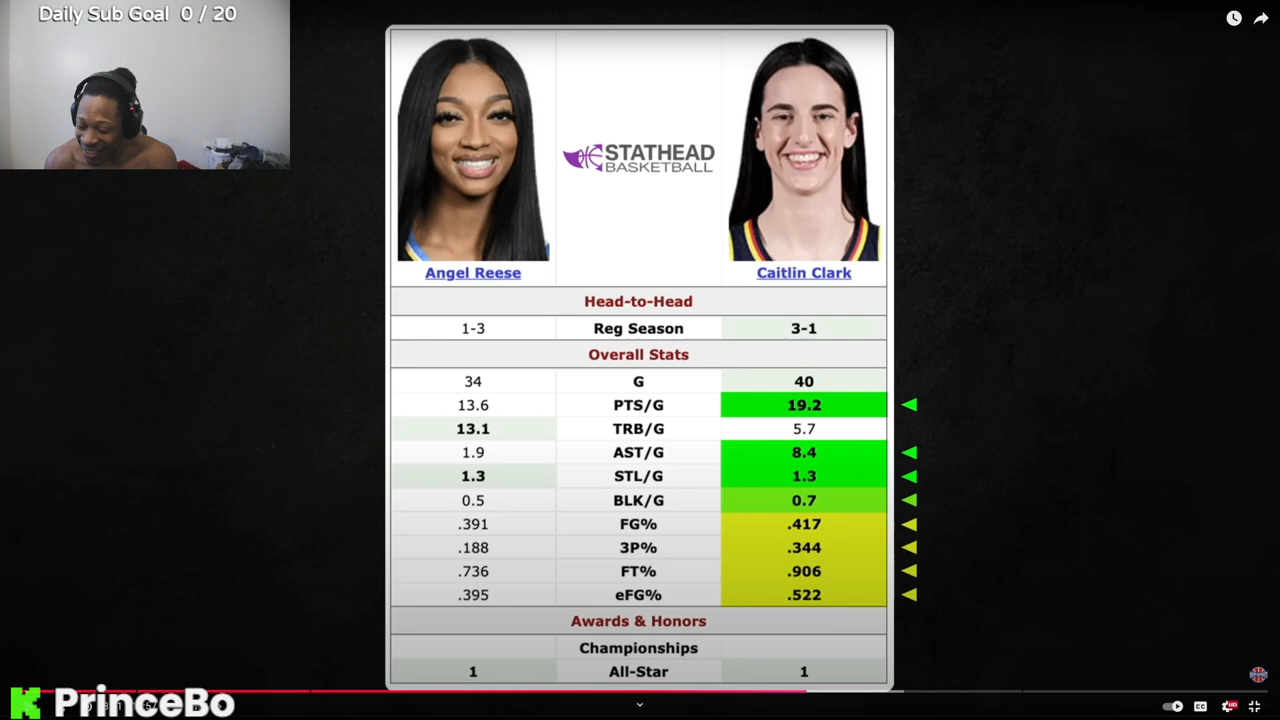 Daily Sub Goal 0 / 20
STATHEAD
BASKETBALL
Angel Reese Caitlin Clark
Head-to-Head
1-3 Reg Season 3-1
Overall Stats
34 G 40
13.6 PTS/G 19.2
13.1 TRB/G 5.7
1.9 AST/G 8.4
1.3 STL/G 1.3
0.5 BLK/G 0.7
.391 FG% .417
.188 3P% .344
.736 FT% .906
.395 eFG% .522
Awards & Honors
Championships
1 All-Star 1
K PrinceBo
CC HD